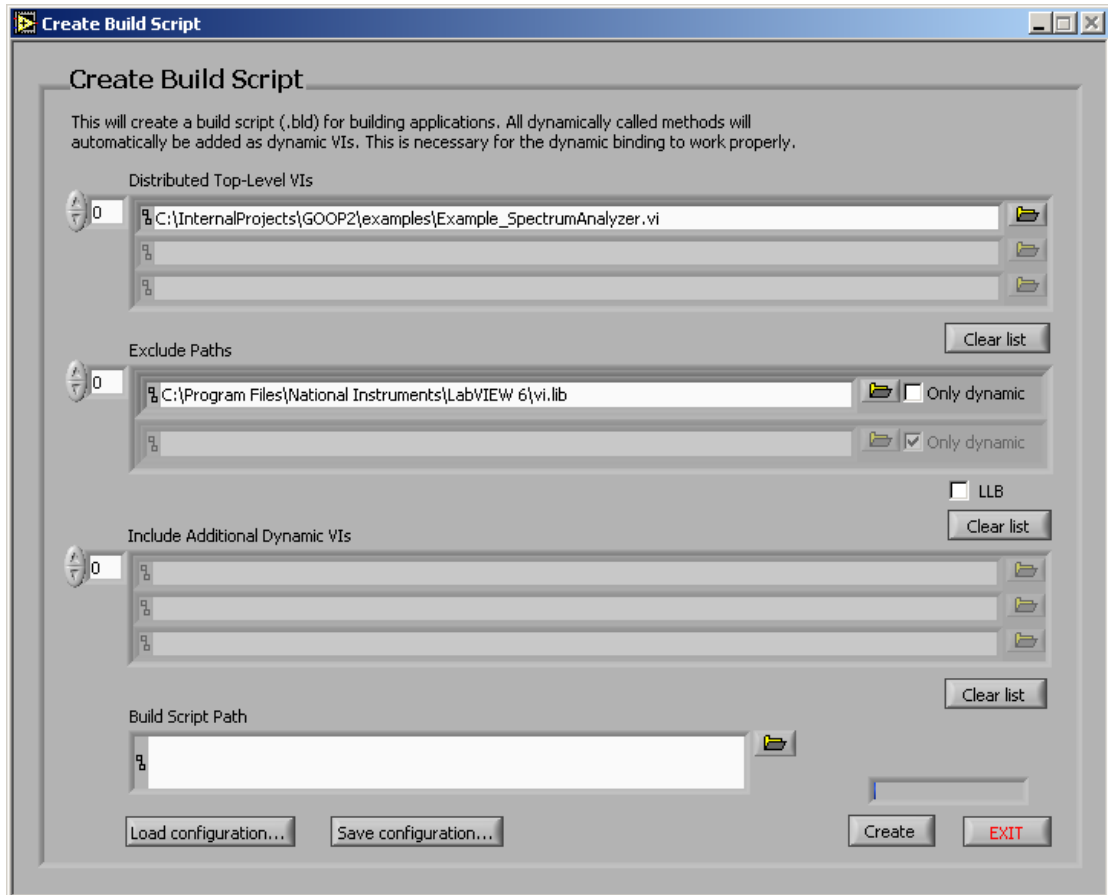 Create Build Script
Create Build Script
This will create a build script (.bld) for building applications. All dynamically called methods will
automatically be added as dynamic VIs. This is necessary for the dynamic binding to work properly.
Distributed Top-Level VIs
0
C:\InternalProjects\GOOP2\examples\Example_SpectrumAnalyzer.vi
Clear list
Exclude Paths
0
C:\Program Files\National Instruments\LabVIEW 6\vi.lib
Only dynamic
Only dynamic
LLB
Clear list
Include Additional Dynamic VIs
0
Clear list
Build Script Path
Load configuration...
Save configuration...
Create
EXIT